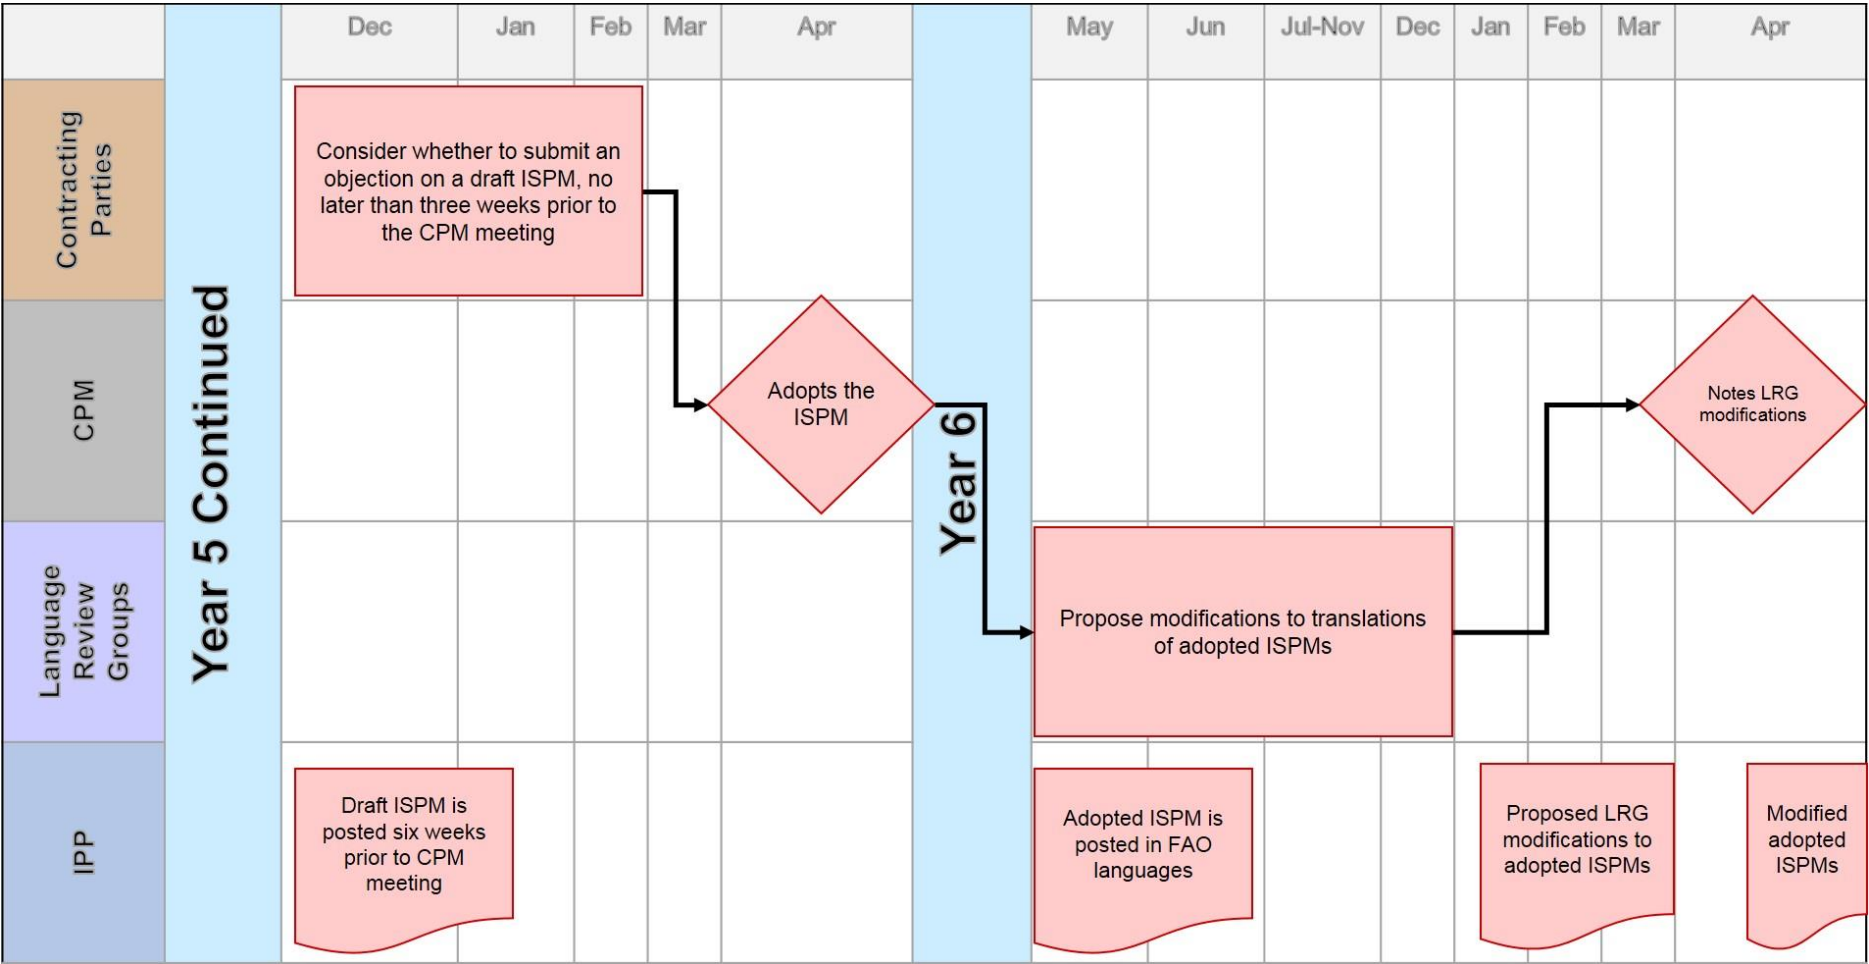 Dec
Jan
Feb
Mar
Apr
May
Jun
Jul-Nov
Dec
Jan
Feb
Mar
Apr
Contracting
Parties
CPM
Language
Review
Groups
IPP
Year 5 Continued
Consider whether to submit an
objection on a draft ISPM, no
later than three weeks prior to
the CPM meeting
Adopts the
ISPM
Year 6
Notes LRG
modifications
Propose modifications to translations
of adopted ISPMs
Draft ISPM is
posted six weeks
prior to CPM
meeting
Adopted ISPM is
posted in FAO
languages
Proposed LRG
modifications to
adopted ISPMs
Modified
adopted
ISPMs